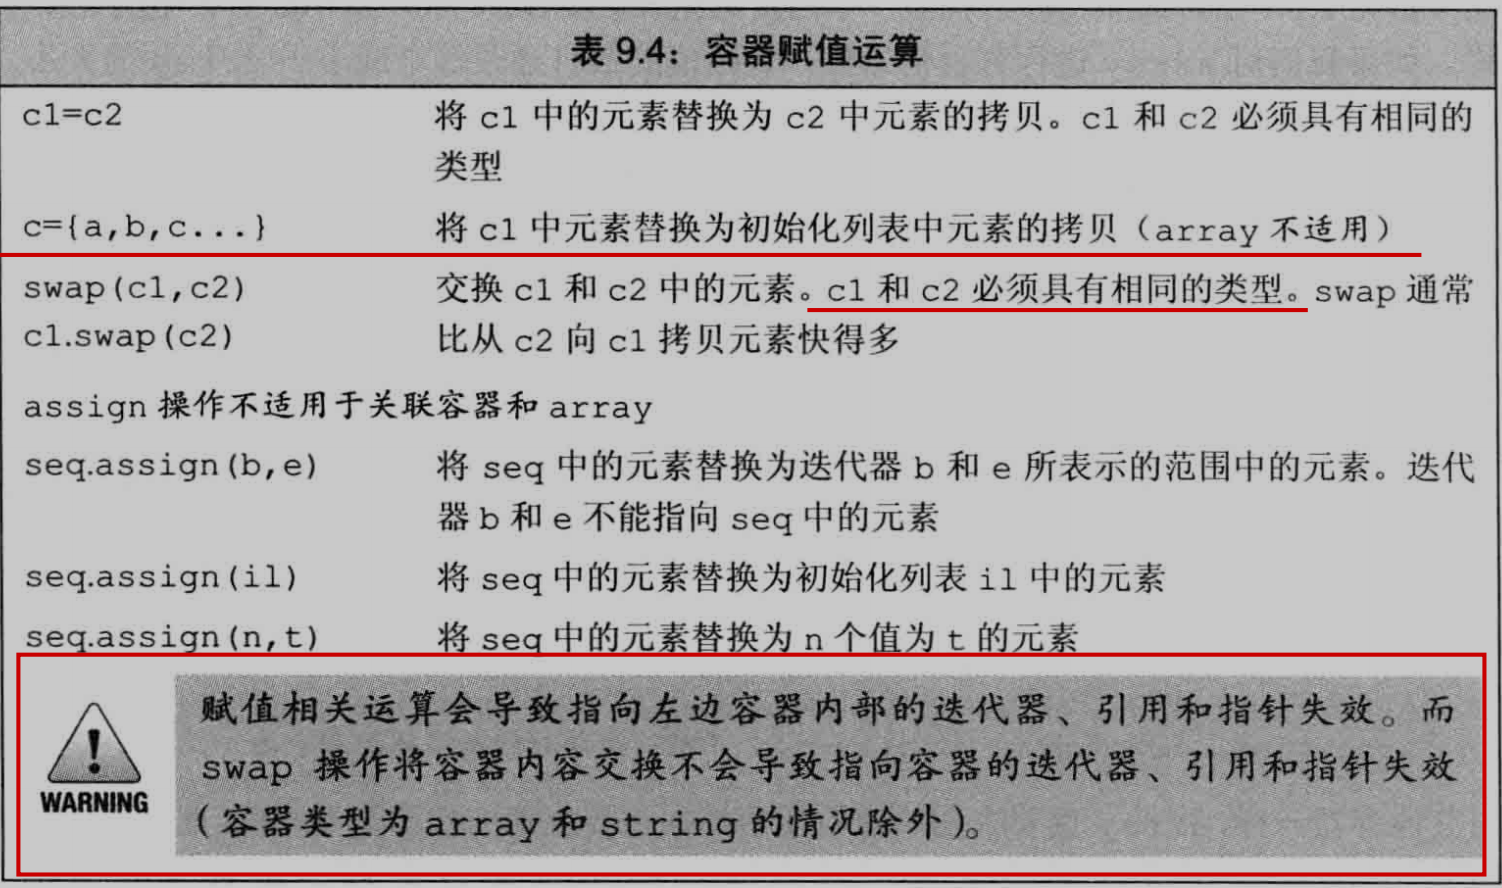 表 9.4：容器赋值运算
c1=c2 将 c1 中的元素替换为 c2 中元素的拷贝。c1 和 c2 必须具有相同的
类型
c={a,b,c...} 将 c1 中元素替换为初始化列表中元素的拷贝（array 不适用）
swap(c1,c2) 交换 c1 和 c2 中的元素。c1 和 c2 必须具有相同的类型。swap 通常
c1.swap(c2) 比从 c2 向 c1 拷贝元素快得多
assign 操作不适用于关联容器和 array
seq.assign(b,e) 将 seq 中的元素替换为迭代器 b 和 e 所表示的范围中的元素。迭代
器 b 和 e 不能指向 seq 中的元素
seq.assign(il) 将 seq 中的元素替换为初始化列表 il 中的元素
seq.assign(n,t) 将 seq 中的元素替换为 n 个值为 t 的元素
赋值相关运算会导致指向左边容器内部的迭代器、引用和指针失效。而
swap 操作将容器内容交换不会导致指向容器的迭代器、引用和指针失效
WARNING
（容器类型为 array 和 string 的情况除外）。